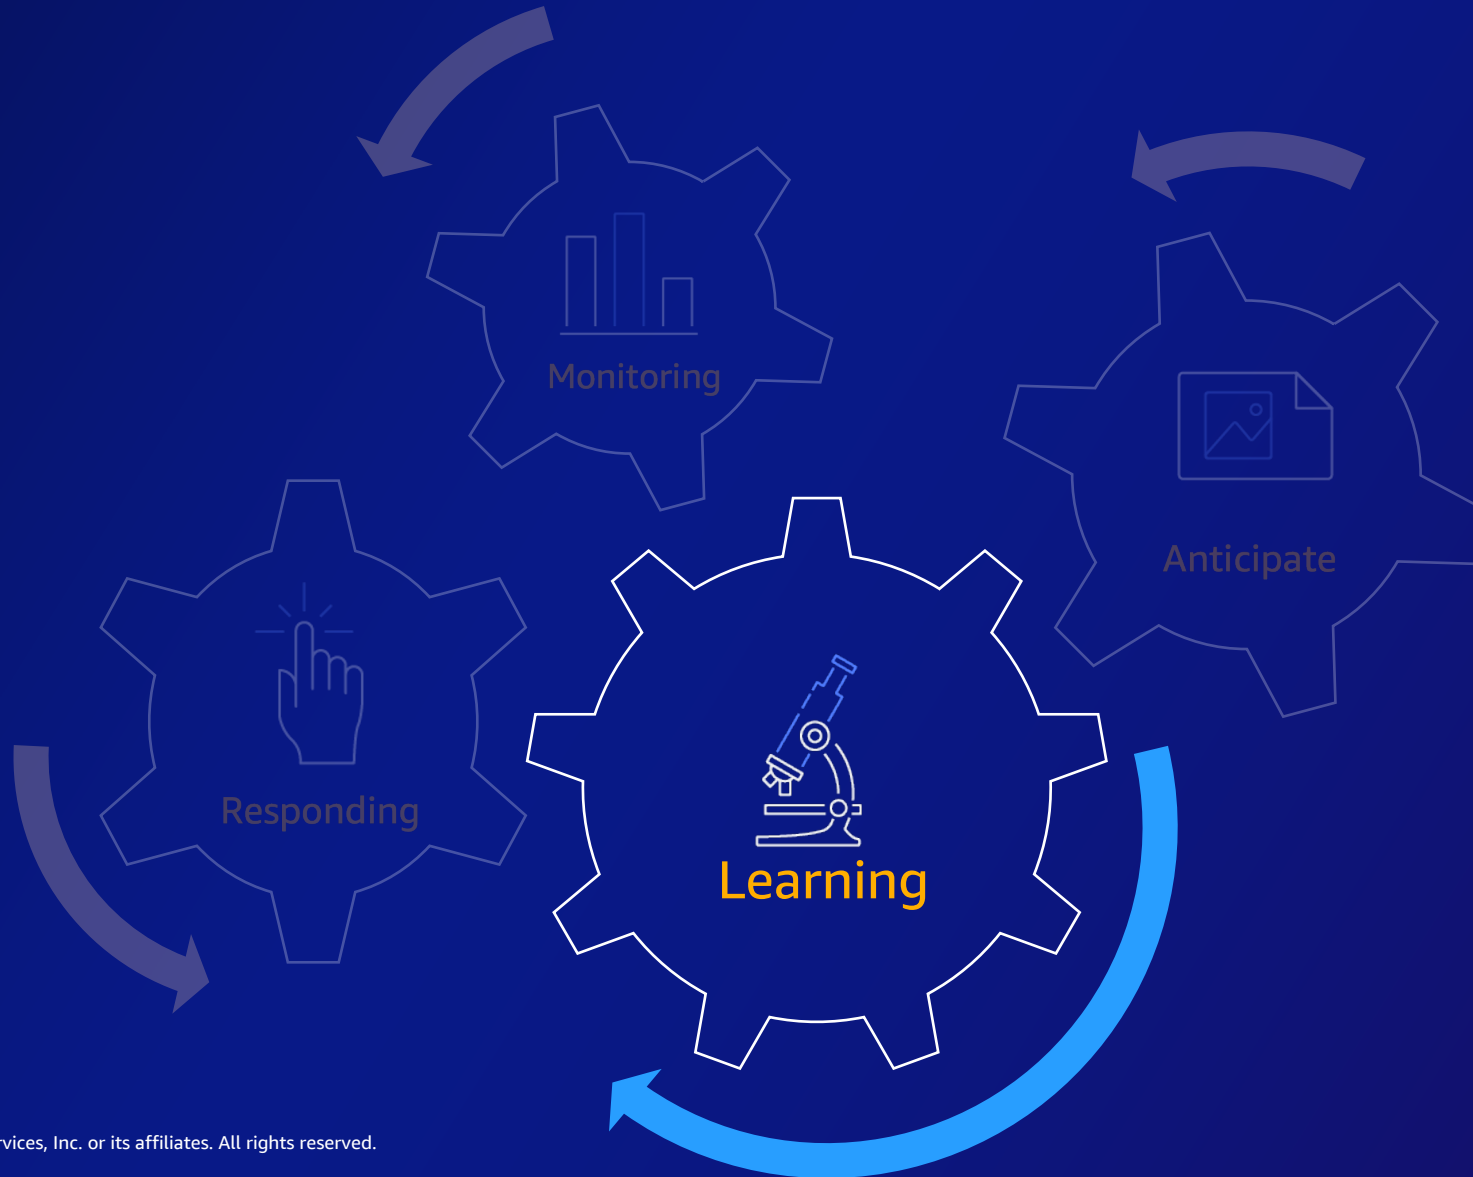 Monitoring
Anticipate
Responding
Learning
rvices, Inc. or its affiliates. All rights reserved.